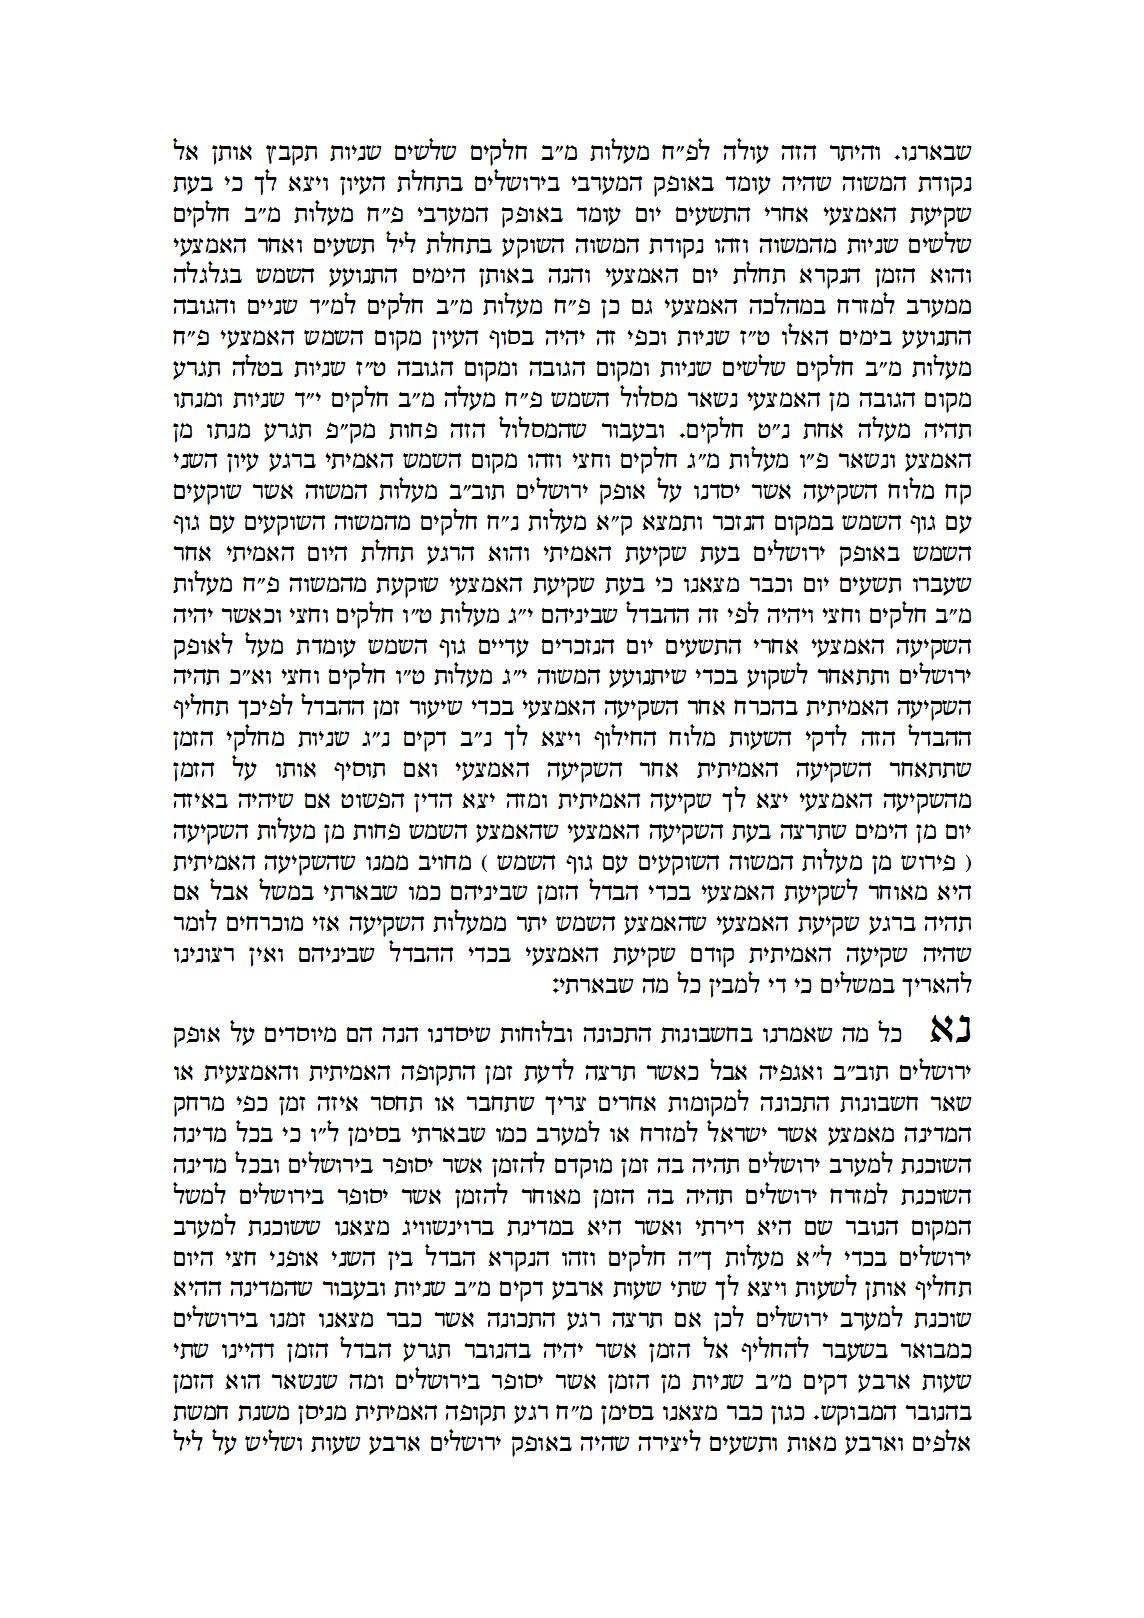 שבארנו. והיתר הזה עולה לפ״ח מעלות מ״ב חלקים שלשים שניות תקבץ אותן אל
נקודת המשוה שהיה עומד באופק המערבי בירושלים בתחלת העיון ויצא לך כי בעת
שקיעת האמצעי אחרי התשעים יום עומד באופק המערבי פ״ח מעלות מ״ב חלקים
שלשים שניות מהמשוה וזהו נקודת המשוה השוקע בתחלת ליל תשעים ואחר האמצעי
והוא הזמן הנקרא תחלת יום האמצעי והנה באותן הימים התנועע השמש בגלגלה
ממערב למזרח במהלכה האמצעי גם כן פ״ח מעלות מ״ב חלקים למ״ד שניים והגובה
התנועע בימים האלו ט״ז שניות וכפי זה יהיה בסוף העיון מקום השמש האמצעי פ״ח
מעלות מ״ב חלקים שלשים שניות ומקום הגובה ומקום הגובה ט״ז שניות בטלה תגרע
מקום הגובה מן האמצעי נשאר מסלול השמש פ״ח מעלה מ״ב חלקים י״ד שניות ומנתו
תהיה מעלה אחת נ״ט חלקים. ובעבור שהמסלול הזה פחות מק״פ תגרע מנתו מן
האמצע ונשאר פ״ו מעלות מ״ג חלקים וחצי וזהו מקום השמש האמיתי ברגע עיון השני
קח מלוח השקיעה אשר יסדנו על אופק ירושלים תוב״ב מעלות המשוה אשר שוקעים
עם גוף השמש במקום הנזכר ותמצא ק״א מעלות נ״ח חלקים מהמשוה השוקעים עם גוף
השמש באופק ירושלים בעת שקיעת האמיתי והוא הרגע תחלת היום האמיתי אחר
שעברו תשעים יום וכבר מצאנו כי בעת שקיעת האמצעי שוקעת מהמשוה פ״ח מעלות
מ״ב חלקים וחצי ויהיה לפי זה ההבדל שביניהם י״ג מעלות ט״ו חלקים וחצי וכאשר יהיה
השקיעה האמצעי אחרי התשעים יום הנזכרים עדיים גוף השמש עומדת מעל לאופק
ירושלים ותתאחר לשקוע בכדי שיתנועע המשוה י״ג מעלות ט״ו חלקים וחצי וא״כ תהיה
השקיעה האמיתית בהכרח אחר השקיעה האמצעי בכדי שיעור זמן ההבדל לפיכך תחליף
ההבדל הזה לדקי השעות מלוח החילוף ויצא לך נ״ב דקים נ״ג שניות מחלקי הזמן
שתתאחר השקיעה האמיתית אחר השקיעה האמצעי ואם תוסיף אותו על הזמן
מהשקיעה האמצעי יצא לך שקיעה האמיתית ומזה יצא הדין הפשוט אם שיהיה באיזה
יום מן הימים שתרצה בעת השקיעה האמצעי שהאמצע השמש פחות מן מעלות השקיעה
( פירוש מן מעלות המשוה השוקעים עם גוף השמש ) מחויב ממנו שהשקיעה האמיתית
היא מאוחר לשקיעת האמצעי בכדי הבדל הזמן שביניהם כמו שבארתי במשל אבל אם
תהיה ברגע שקיעת האמצעי שהאמצע השמש יתר ממעלות השקיעה אזי מוכרחים לומר
שהיה שקיעה האמיתית קודם שקיעת האמצעי בכדי ההבדל שביניהם ואין רצונינו
להאריך במשלים כי די למבין כל מה שבארתי:
נא כל מה שאמרנו בחשבונות התכונה ובלוחות שיסדנו הנה הם מיוסדים על אופק
ירושלים תוב״ב ואגפיה אבל כאשר תרצה לדעת זמן התקופה האמיתית והאמצעית או
שאר חשבונות התכונה למקומות אחרים צריך שתחבר או תחסר איזה זמן כפי מרחק
המדינה מאמצע אשר ישראל למזרח או למערב כמו שבארתי בסימן ל״ו כי בכל מדינה
השוכנת למערב ירושלים תהיה בה זמן מוקדם להזמן אשר יסופר בירושלים ובכל מדינה
השוכנת למזרח ירושלים תהיה בה הזמן מאוחר להזמן אשר יסופר בירושלים למשל
המקום הנובר שם היא דירתי ואשר היא במדינת ברוינשוויג מצאנו ששוכנת למערב
ירושלים בכדי ל״א מעלות ך״ה חלקים וזהו הנקרא הבדל בין השני אופני חצי היום
תחליף אותן לשעות ויצא לך שתי שעות ארבע דקים מ״ב שניות ובעבור שהמדינה ההיא
שוכנת למערב ירושלים לכן אם תרצה רגע התכונה אשר כבר מצאנו זמנו בירושלים
כמבואר בשעבר להחליף אל הזמן אשר יהיה בהנובר תגרע הבדל הזמן דהיינו שתי
שעות ארבע דקים מ״ב שניות מן הזמן אשר יסופר בירושלים ומה שנשאר הוא הזמן
בהנובר המבוקש. כגון כבר מצאנו בסימן מ״ח רגע תקופה האמיתית מניסן משנת חמשת
אלפים וארבע מאות ותשעים ליצירה שהיה באופק ירושלים ארבע שעות ושליש על ליל